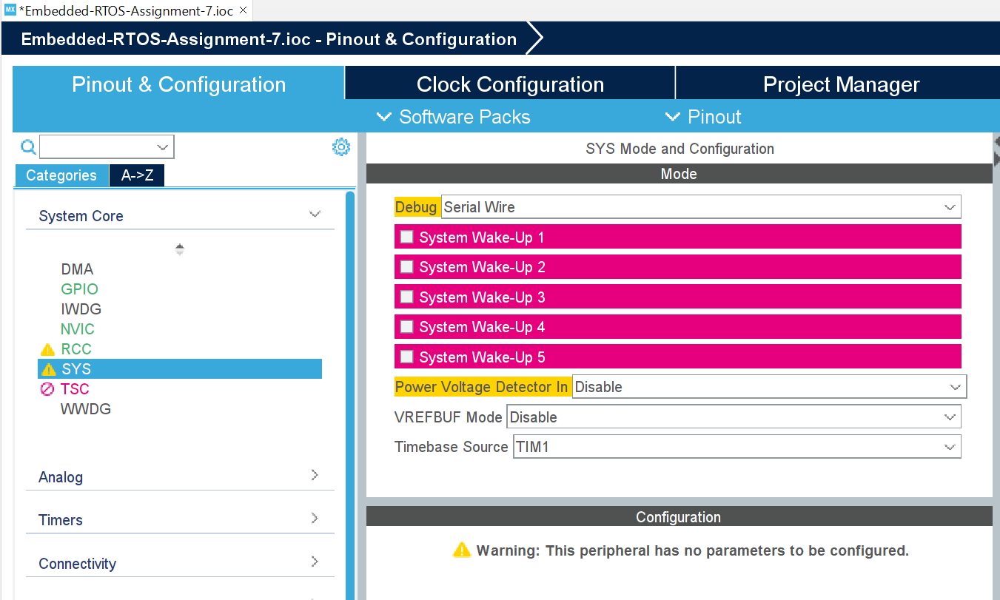 MX *Embedded-RTOS-Assignment-7.ioc ×
Embedded-RTOS-Assignment-7.ioc - Pinout & Configuration
Pinout & Configuration
Clock Configuration
Project Manager
Software Packs
Pinout
Categories
A->Z
System Core
DMA
GPIO
IWDG
NVIC
RCC
SYS
TSC
WWDG
Analog
Timers
Connectivity
SYS Mode and Configuration
Mode
Debug Serial Wire
System Wake-Up 1
System Wake-Up 2
System Wake-Up 3
System Wake-Up 4
System Wake-Up 5
Power Voltage Detector In Disable
VREFBUF Mode Disable
Timebase Source TIM1
Configuration
Warning: This peripheral has no parameters to be configured.